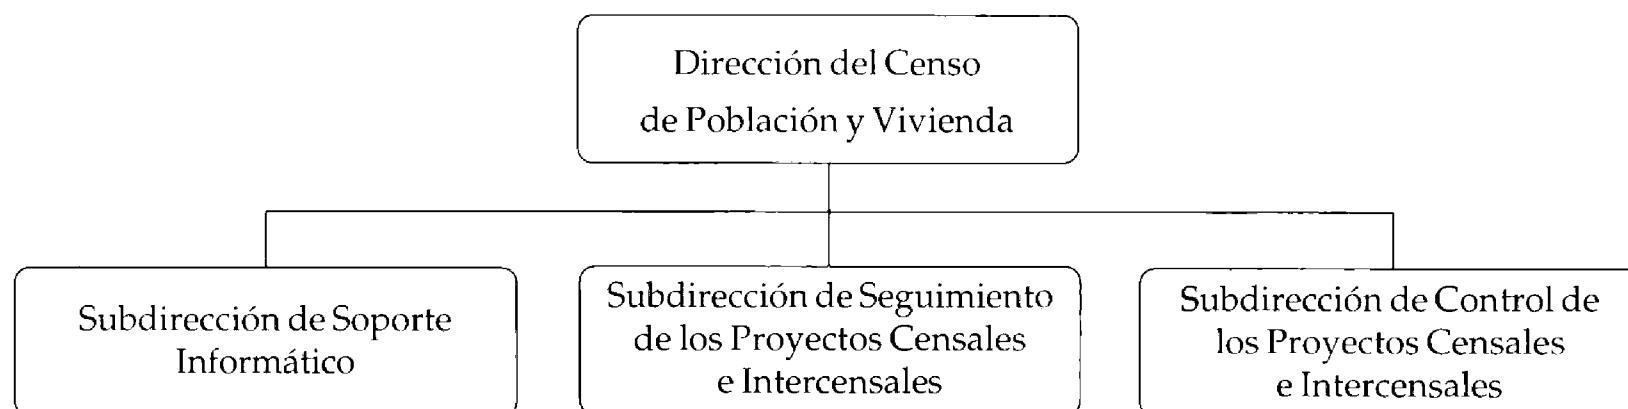 Dirección del Censo
de Población y Vivienda
Subdirección de Soporte
Informático
Subdirección de Seguimiento
de los Proyectos Censales
e Intercensales
Subdirección de Control de
los Proyectos Censales
e Intercensales